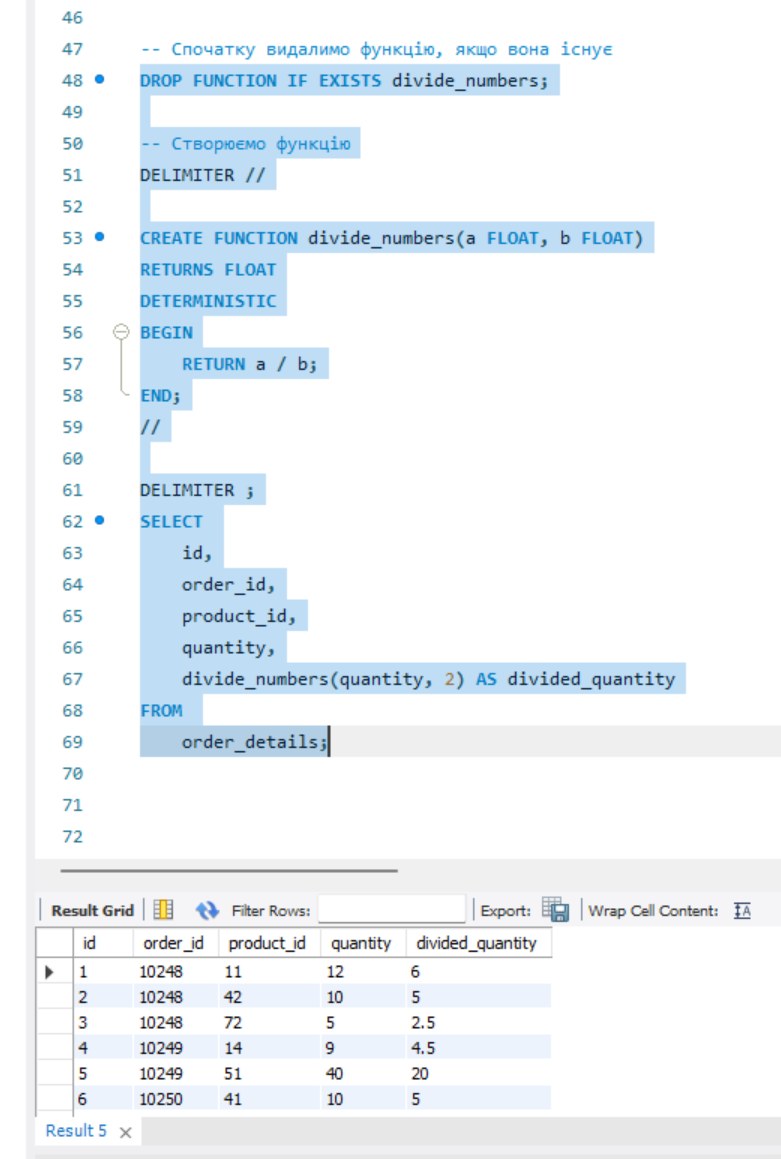 46
47 -- Спочатку видалимо функцію, якщо вона існує
48 DROP FUNCTION IF EXISTS divide_numbers;
49
50 -- Створюємо функцію
51 DELIMITER //
52
53 CREATE FUNCTION divide_numbers(a FLOAT, b FLOAT)
54 RETURNS FLOAT
55 DETERMINISTIC
56 BEGIN
57 RETURN a / b;
58 END;
59 //
60
61 DELIMITER ;
62 SELECT
63 id,
64 order_id,
65 product_id,
66 quantity,
67 divide_numbers(quantity, 2) AS divided_quantity
68 FROM
69 order_details;
70
71
72
Result Grid Filter Rows: Export: Wrap Cell Content: IA
id order_id product_id quantity divided_quantity
1 10248 11 12 6
2 10248 42 10 5
3 10248 72 5 2.5
4 10249 14 9 4.5
5 10249 51 40 20
6 10250 41 10 5
Result 5 ×